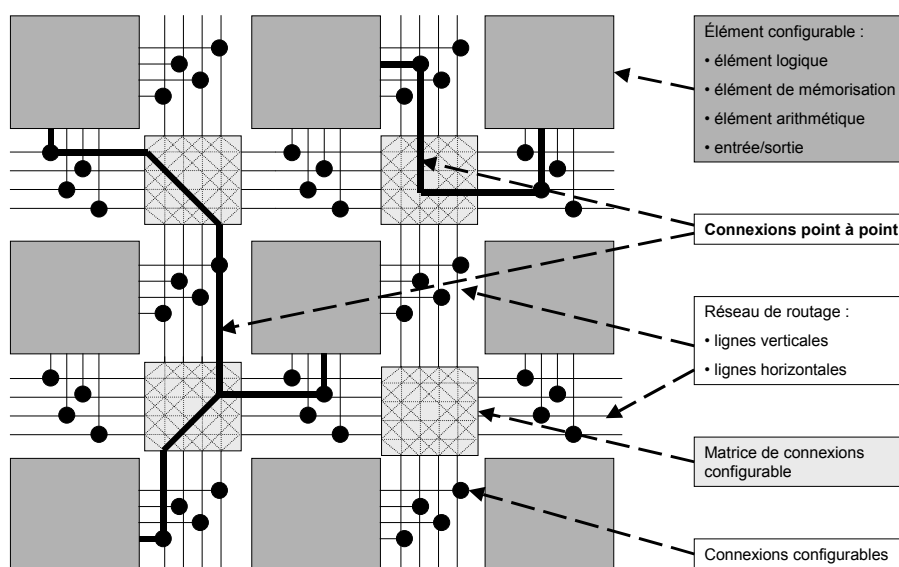 Élément configurable :
• élément logique
• élément de mémorisation
• élément arithmétique
• entrée/sortie
Connexions point à point
Réseau de routage :
• lignes verticales
• lignes horizontales
Matrice de connexions
configurable
Connexions configurables